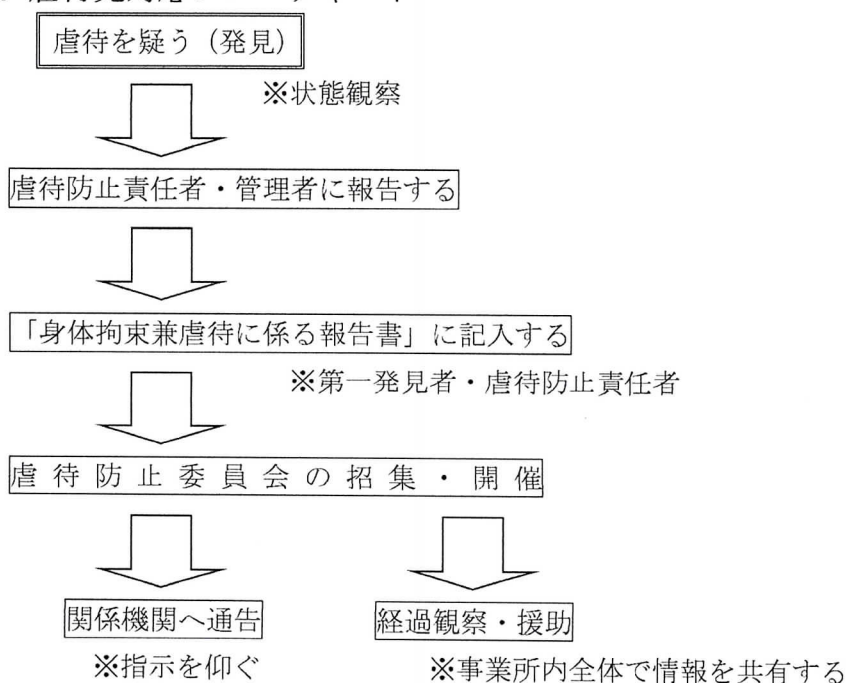 虐待を疑う（発見）
※状態観察
虐待防止責任者・管理者に報告する
「身体拘束兼虐待に係る報告書」に記入する
※第一発見者・虐待防止責任者
虐待防止委員会の招集・開催
関係機関へ通告
経過観察・援助
※指示を仰ぐ
※事業所内全体で情報を共有する